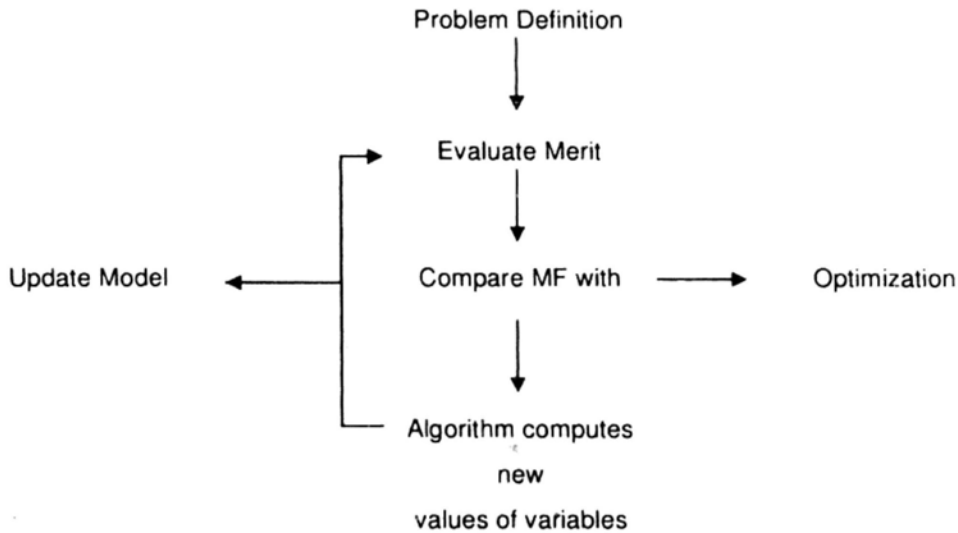 Problem Definition
Evaluate Merit
Update Model
Compare MF with
Optimization
Algorithm computes
new
values of variables